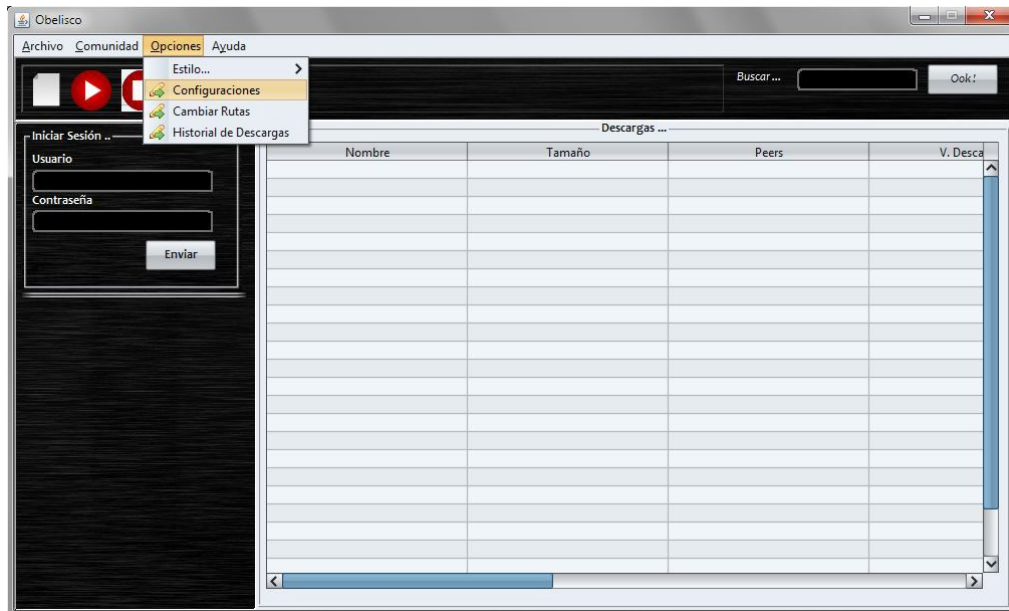 Obelisco
Archivo Comunidad Opciones Ayuda
Estilo...
Configuraciones
Cambiar Rutas
Historial de Descargas
Buscar ...
Ook!
Iniciar Sesión ..
Usuario
Contraseña
Enviar
Descargas ...
Nombre Tamaño Peers V. Desca